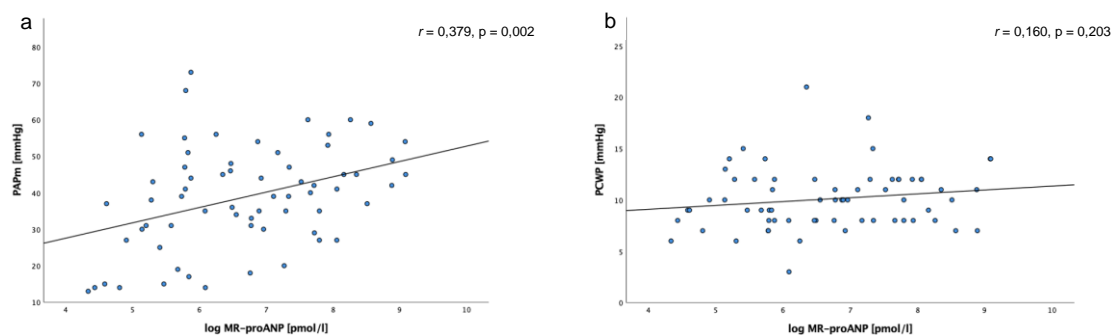 a
r = 0,379, p = 0,002
PAPm [mmHg]
80
70
60
50
40
30
20
10
4 5 6 7 8 9 10
log MR-proANP [pmol/l]
b
r = 0,160, p = 0,203
PCWP [mmHg]
25
20
15
10
5
0
4 5 6 7 8 9 10
log MR-proANP [pmol/l]